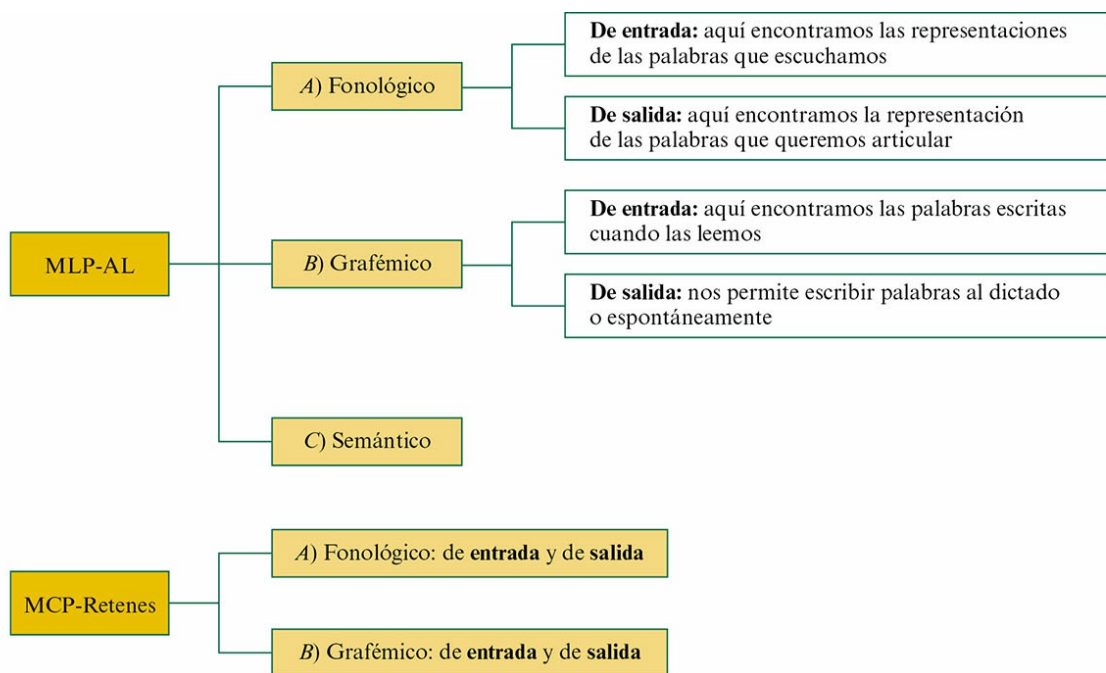 De entrada: aquí encontramos las representaciones
de las palabras que escuchamos
A) Fonológico
De salida: aquí encontramos la representación
de las palabras que queremos articular
De entrada: aquí encontramos las palabras escritas
cuando las leemos
MLP-AL
B) Grafémico
De salida: nos permite escribir palabras al dictado
o espontáneamente
C) Semántico
A) Fonológico: de entrada y de salida
MCP-Retenes
B) Grafémico: de entrada y de salida